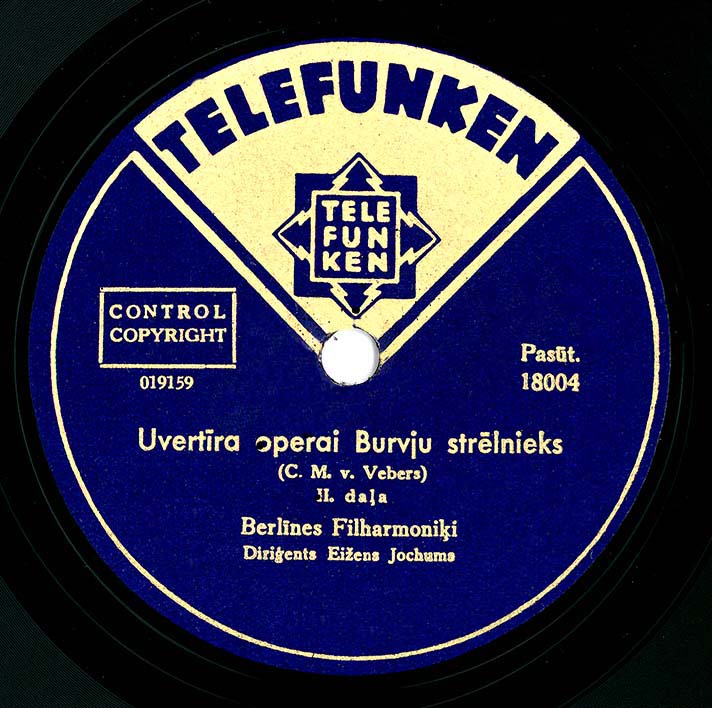 TELEFUNKEN
TELE
FUN
KEN
CONTROL
COPYRIGHT
019159
Pasūt.
18004
Uvertīra operai Burvju strēlnieks
(C. M. v. Vebers)
II. daļa
Berlīnes Filharmoniķi
Diriģents Eižens Jochums